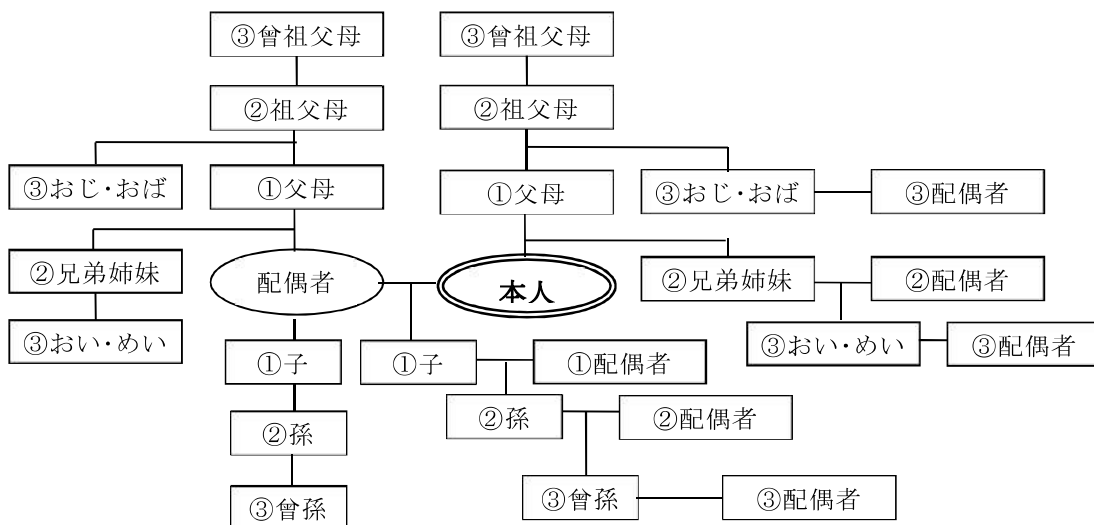 ③曾祖父母
③曾祖父母
②祖父母
②祖父母
③おじ・おば
①父母
①父母
③おじ・おば
③配偶者
②兄弟姉妹
配偶者
本人
②兄弟姉妹
②配偶者
③おい・めい
③おい・めい
③配偶者
①子
①子
①配偶者
②孫
②孫
②配偶者
③曾孫
③曾孫
③配偶者